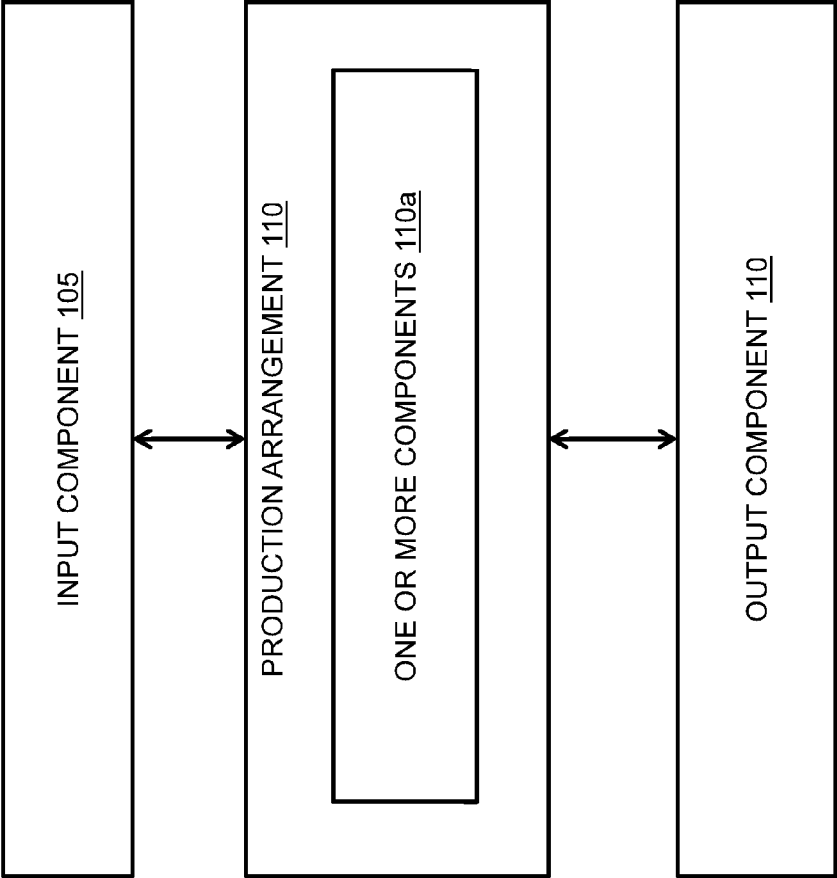 INPUT COMPONENT 105
PRODUCTION ARRANGEMENT 110
ONE OR MORE COMPONENTS 110a
OUTPUT COMPONENT 110